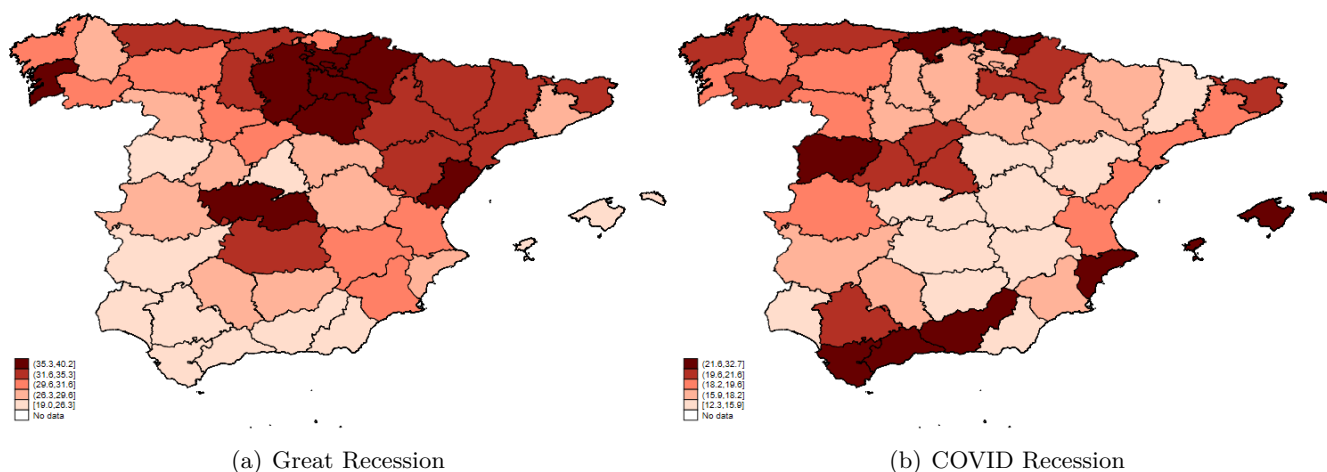 (35.3,40.2]
(31.6,35.3]
(29.6,31.6]
(26.3,29.6]
[19.0,26.3]
No data
(21.6,32.7]
(19.6,21.6]
(18.2,19.6]
(15.9,18.2]
[12.3,15.9]
No data
(a) Great Recession
(b) COVID Recession